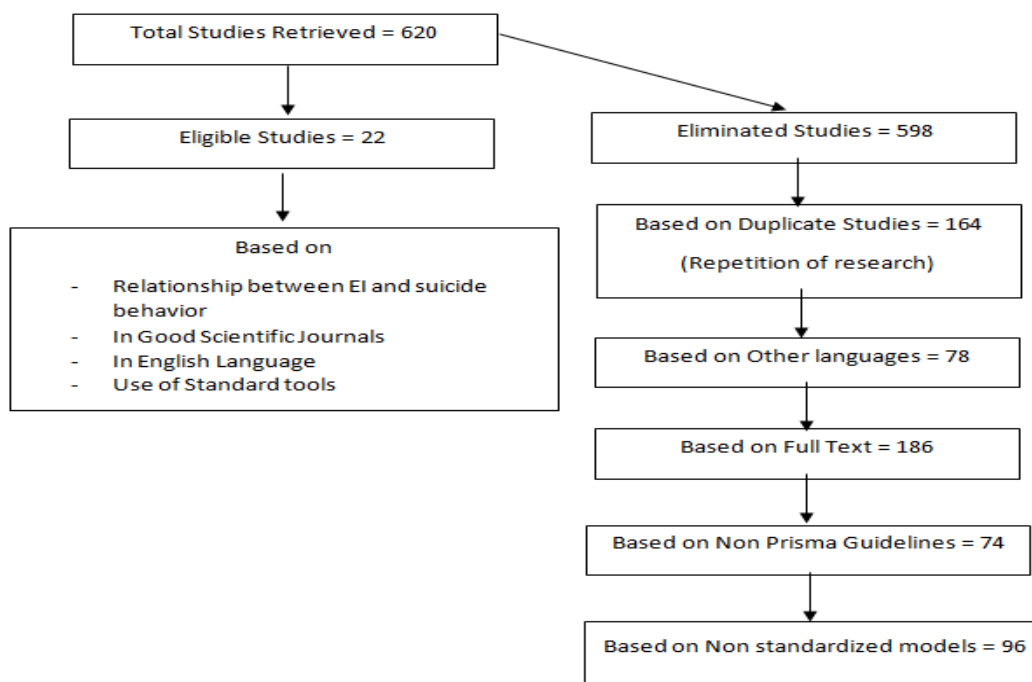 Total Studies Retrieved = 620
Eligible Studies = 22
Based on
- Relationship between EI and suicide
behavior
- In Good Scientific Journals
- In English Language
- Use of Standard tools
Eliminated Studies = 598
Based on Duplicate Studies = 164
(Repetition of research)
Based on Other languages = 78
Based on Full Text = 186
Based on Non Prisma Guidelines = 74
Based on Non standardized models = 96